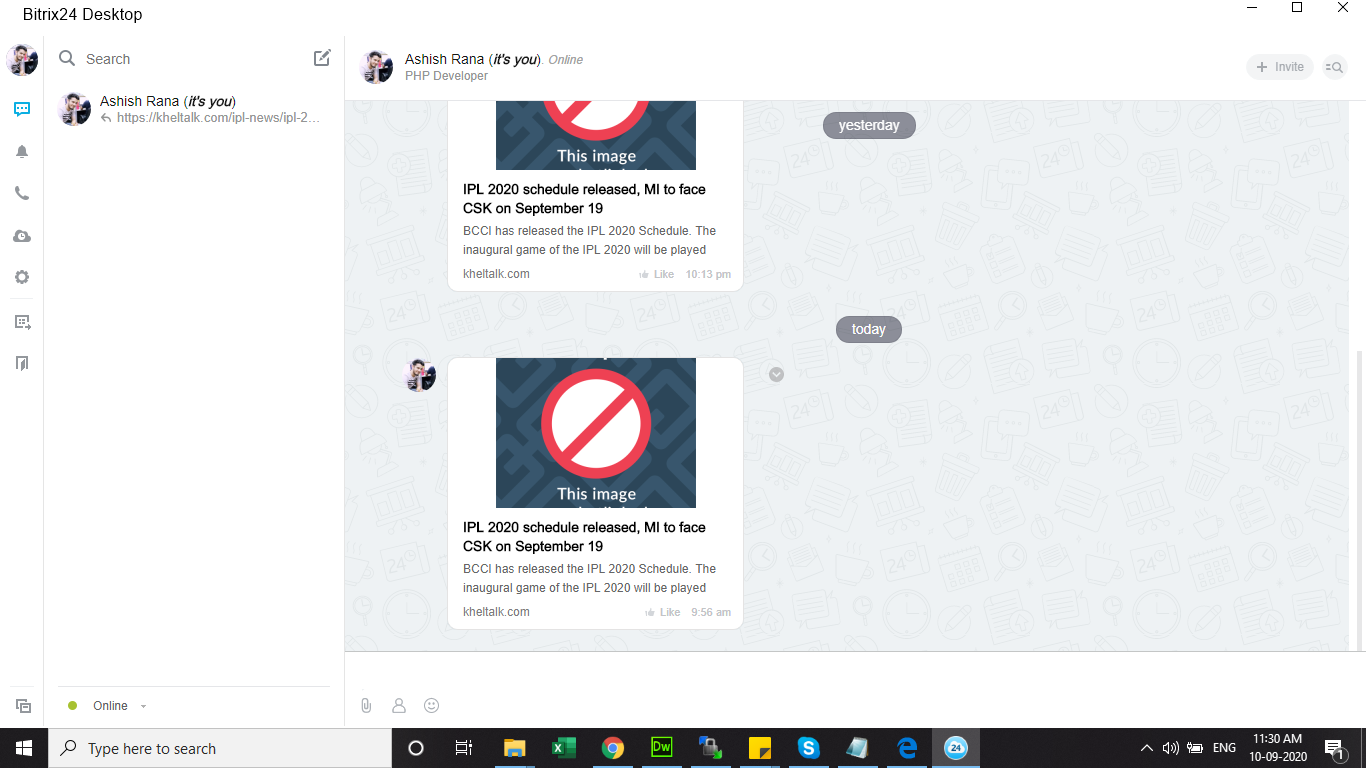 Bitrix24 Desktop
Search
Ashish Rana (it's you)
https://kheltalk.com/ipl-news/ipl-2...
Online
Ashish Rana (it's you). Online
PHP Developer
Invite
yesterday
This image
IPL 2020 schedule released, MI to face
CSK on September 19
BCCI has released the IPL 2020 Schedule. The
inaugural game of the IPL 2020 will be played
kheltalk.com
Like 10:13 pm
today
This image
IPL 2020 schedule released, MI to face
CSK on September 19
BCCI has released the IPL 2020 Schedule. The
inaugural game of the IPL 2020 will be played
kheltalk.com
Like 9:56 am
Type here to search
Dw
24
ENG
11:30 AM
10-09-2020
1